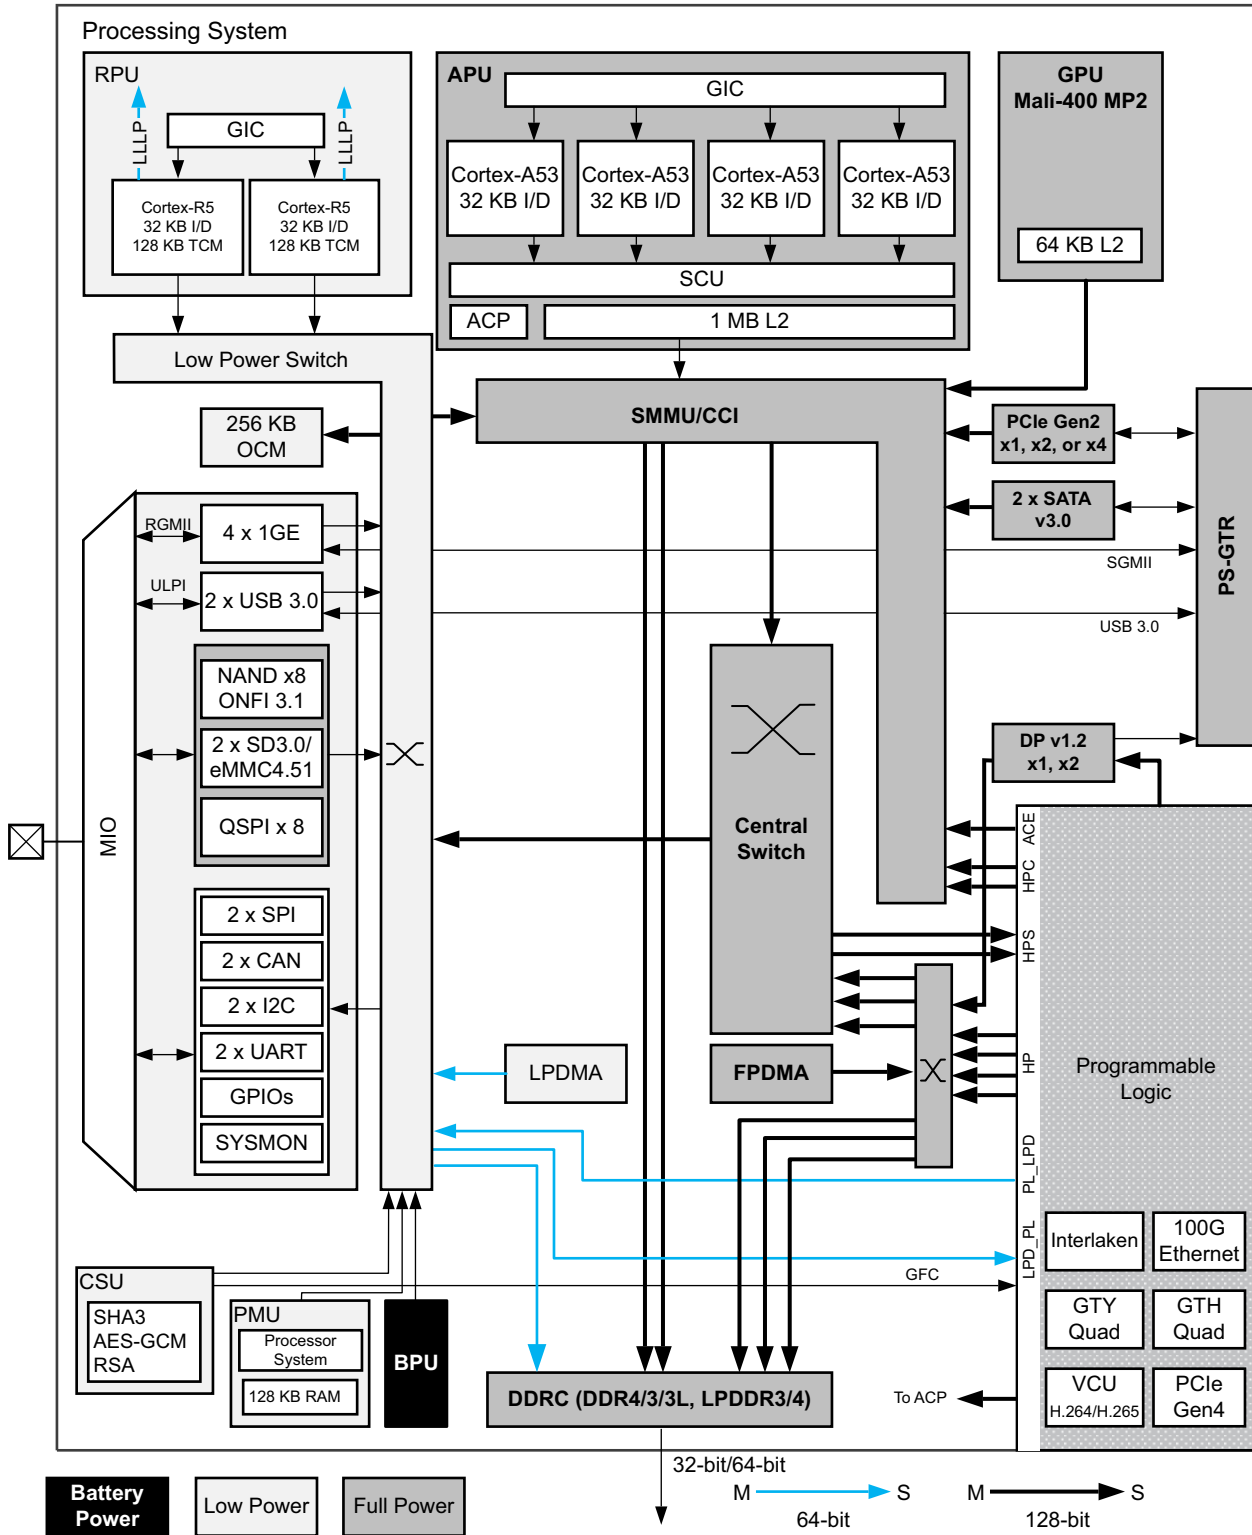 Processing System
RPU
LLLP
GIC
LLLP
Cortex-R5
32 KB I/D
128 KB TCM
Cortex-R5
32 KB I/D
128 KB TCM
APU
GIC
Cortex-A53
32 KB I/D
Cortex-A53
32 KB I/D
Cortex-A53
32 KB I/D
Cortex-A53
32 KB I/D
SCU
ACP
1 MB L2
GPU
Mali-400 MP2
64 KB L2
Low Power Switch
256 KB
OCM
SMMU/CCI
PCIe Gen2
x1, x2, or x4
2 x SATA
v3.0
PS-GTR
SGMII
USB 3.0
RGMII
4 x 1GE
ULPI
2 x USB 3.0
NAND x8
ONFI 3.1
2 x SD3.0/
eMMC4.51
QSPI x 8
MIO
2 x SPI
2 x CAN
2 x I2C
2 x UART
GPIOs
SYSMON
Central
Switch
DP v1.2
x1, x2
ACE
HPC
HPS
HP
PL_LPD
LPD_PL
Programmable
Logic
LPDMA
FPDMA
Interlaken
100G
Ethernet
GTY
Quad
GTH
Quad
VCU
H.264/H.265
PCIe
Gen4
GFC
CSU
SHA3
AES-GCM
RSA
PMU
Processor
System
128 KB RAM
BPU
DDRC (DDR4/3/3L, LPDDR3/4)
To ACP
32-bit/64-bit
Battery
Power
Low Power
Full Power
M
S
64-bit
M
S
128-bit